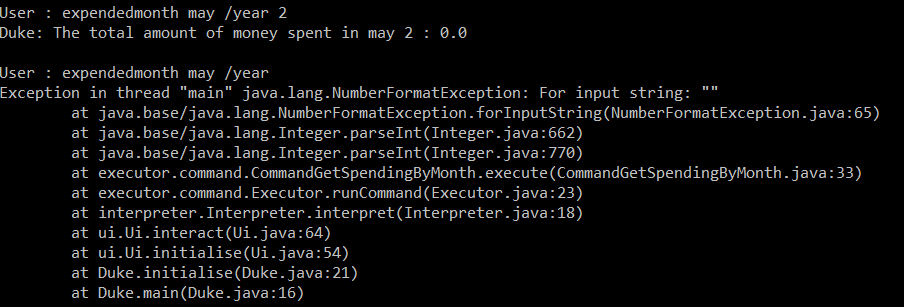 User : expendedmonth may /year 2
Duke: The total amount of money spent in may 2 : 0.0
User : expendedmonth may /year
Exception in thread "main" java.lang.NumberFormatException: For input string: ""
at java.base/java.lang.NumberFormatException.forInputString(NumberFormatException.java:65)
at java.base/java.lang.Integer.parseInt(Integer.java:662)
at java.base/java.lang.Integer.parseInt(Integer.java:770)
at executor.command.CommandGetSpendingByMonth.execute(CommandGetSpendingByMonth.java:33)
at executor.command.Executor.runCommand(Executor.java:23)
at interpreter.Interpreter.interpret(Interpreter.java:18)
at ui.Ui.interact(Ui.java:64)
at ui.Ui.initialise(Ui.java:54)
at Duke.initialise(Duke.java:21)
at Duke.main(Duke.java:16)